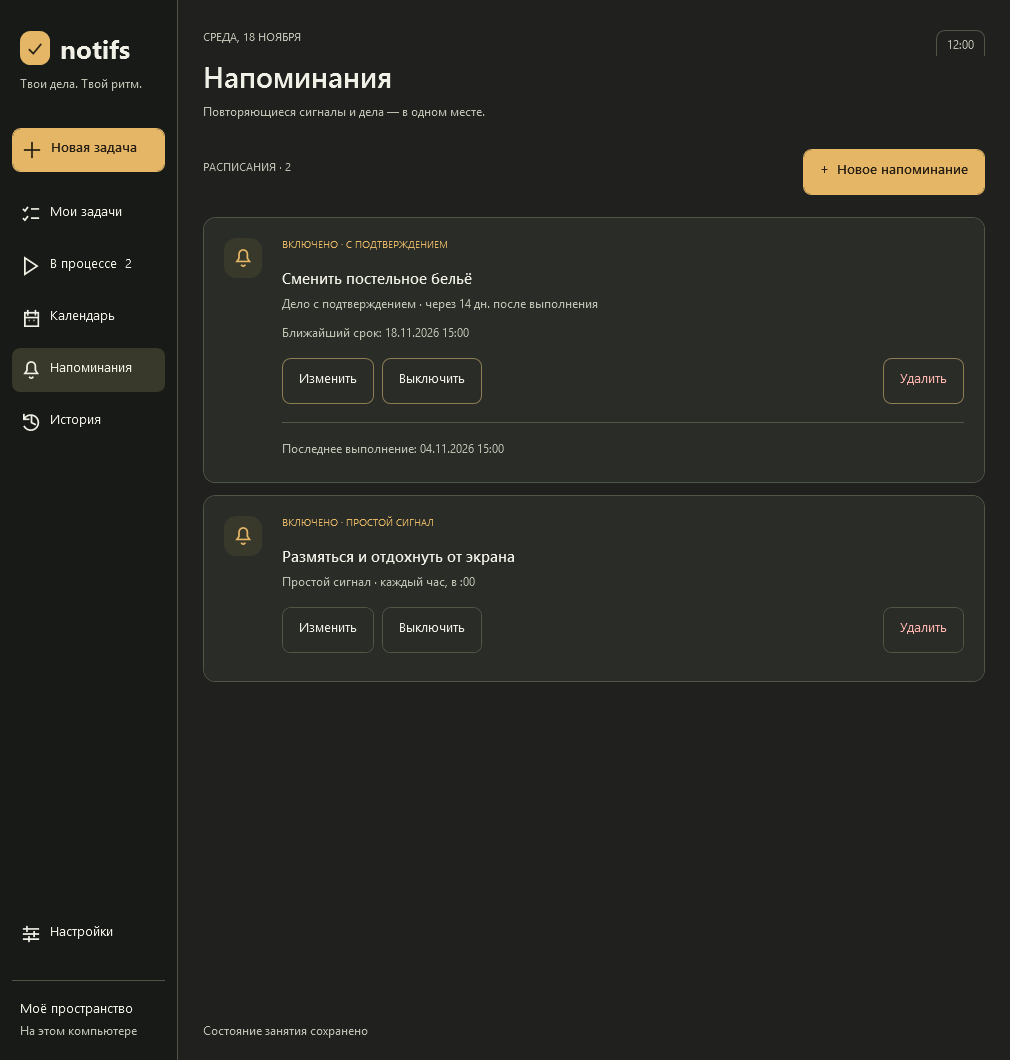 notifs
Твои дела. Твой ритм.
Новая задача
Мои задачи
В процессе 2
Календарь
Напоминания
История
Настройки
Моё пространство
На этом компьютере
СРЕДА, 18 НОЯБРЯ
12:00
Напоминания
Повторяющиеся сигналы и дела — в одном месте.
РАСПИСАНИЯ · 2
+ Новое напоминание
ВКЛЮЧЕНО · С ПОДТВЕРЖДЕНИЕМ
Сменить постельное бельё
Дело с подтверждением · через 14 дн. после выполнения
Ближайший срок: 18.11.2026 15:00
Изменить Выключить Удалить
Последнее выполнение: 04.11.2026 15:00
ВКЛЮЧЕНО · ПРОСТОЙ СИГНАЛ
Размяться и отдохнуть от экрана
Простой сигнал · каждый час, в :00
Изменить Выключить Удалить
Состояние занятия сохранено